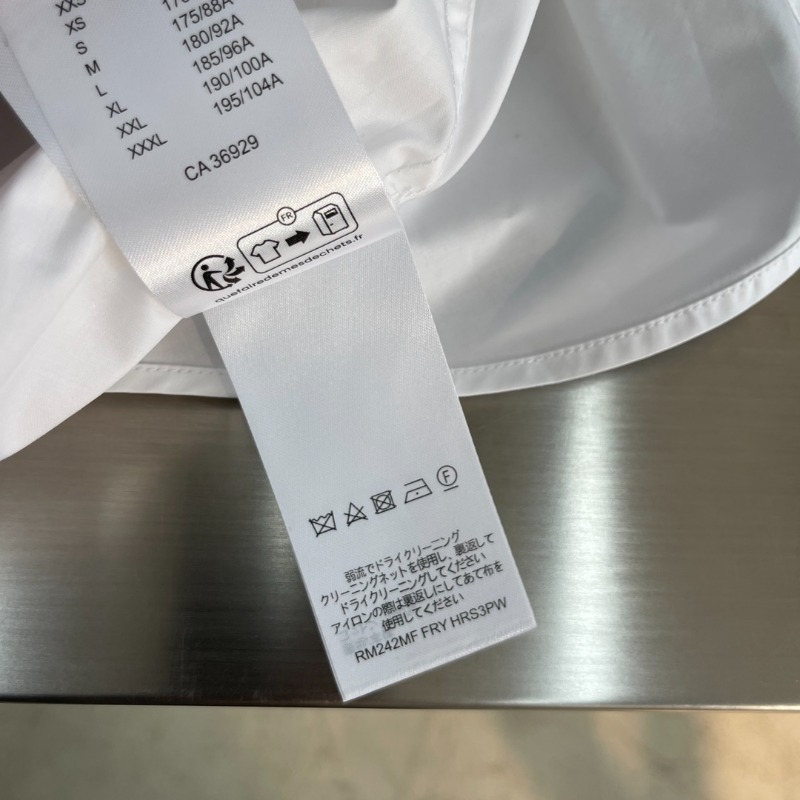 XXS
XS 175/88A
S 180/92A
M 185/96A
L 190/100A
XL 195/104A
XXL
XXXL
CA 36929
FR
quefairedemesdechets.fr
F
弱流でドライクリーニング
クリーニングネットを使用し、裏返して
ドライクリーニングしてください
アイロンの際は裏返しにしてあて布を
使用してください
RM242MF FRY HRS3PW